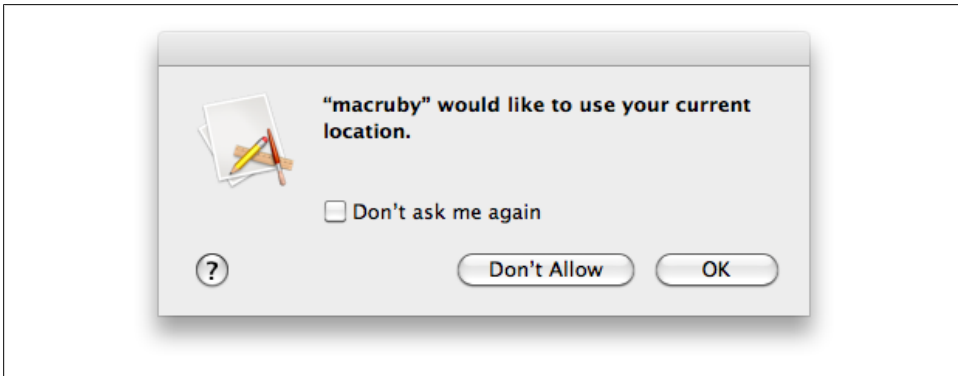 “macruby” would like to use your current
location.
Don’t ask me again
?
Don’t Allow
OK